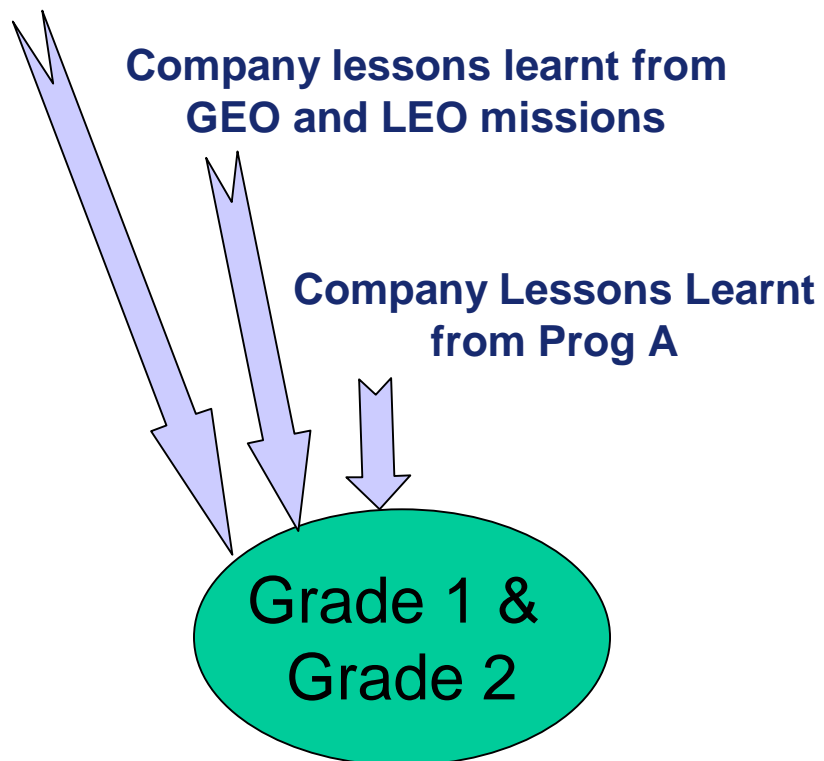 Company lessons learnt from
GEO and LEO missions
Company Lessons Learnt
from Prog A
Grade 1 &
Grade 2